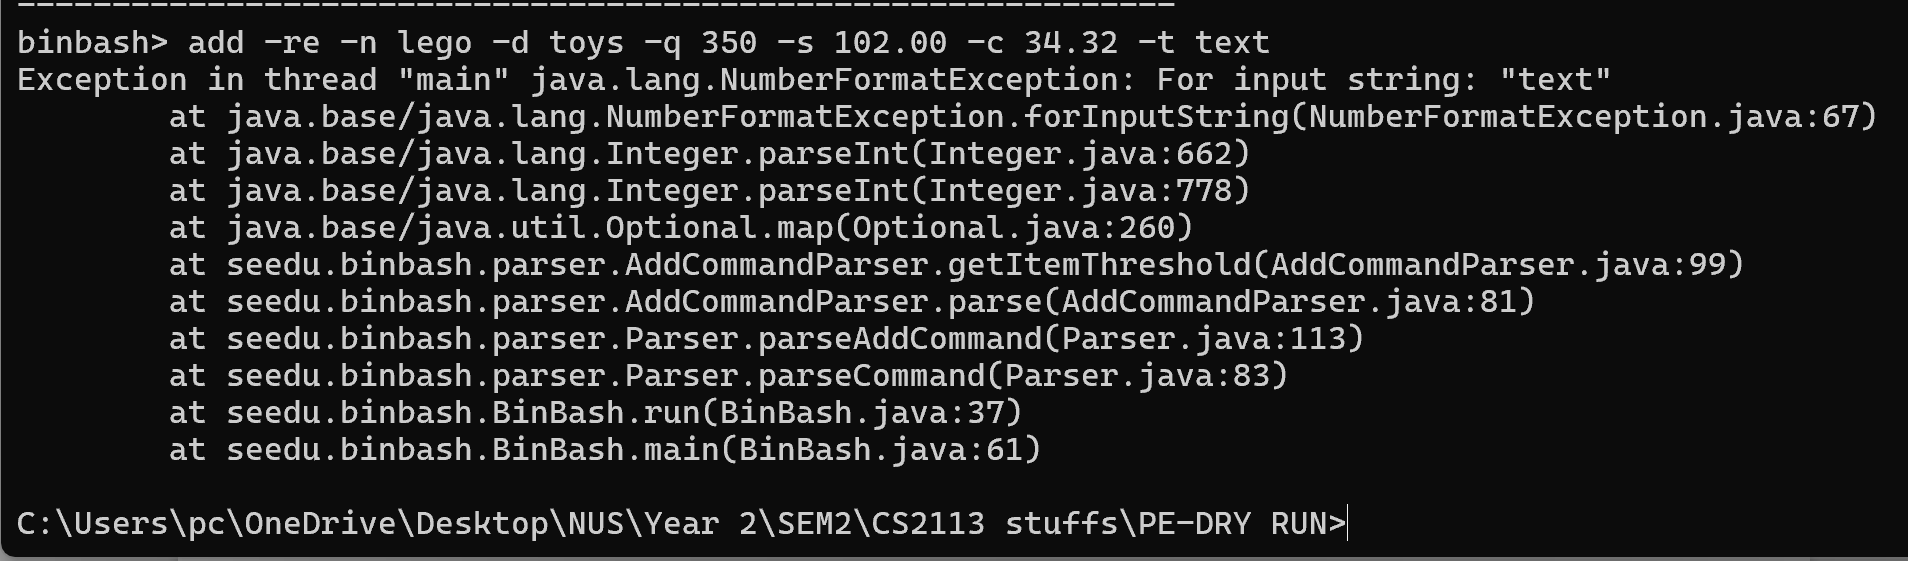 binbash> add -re -n lego -d toys -q 350 -s 102.00 -c 34.32 -t text
Exception in thread "main" java.lang.NumberFormatException: For input string: "text"
        at java.base/java.lang.NumberFormatException.forInputString(NumberFormatException.java:67)
        at java.base/java.lang.Integer.parseInt(Integer.java:662)
        at java.base/java.lang.Integer.parseInt(Integer.java:778)
        at java.base/java.util.Optional.map(Optional.java:260)
        at seedu.binbash.parser.AddCommandParser.getItemThreshold(AddCommandParser.java:99)
        at seedu.binbash.parser.AddCommandParser.parse(AddCommandParser.java:81)
        at seedu.binbash.parser.Parser.parseAddCommand(Parser.java:113)
        at seedu.binbash.parser.Parser.parseCommand(Parser.java:83)
        at seedu.binbash.BinBash.run(BinBash.java:37)
        at seedu.binbash.BinBash.main(BinBash.java:61)
C:\Users\pc\OneDrive\Desktop\NUS\Year 2\SEM2\CS2113 stuffs\PE-DRY RUN>